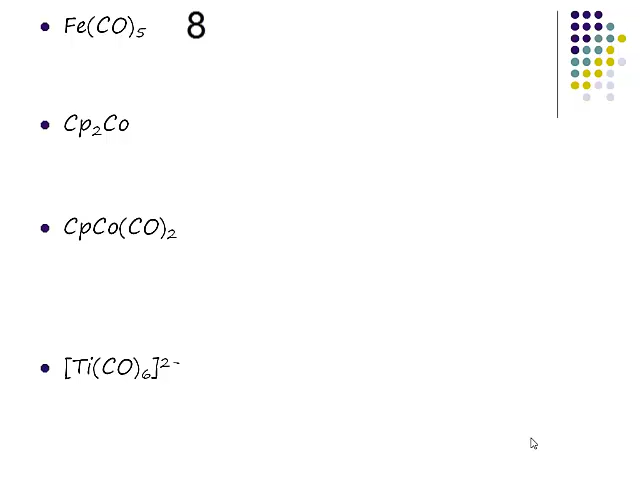 • Fe(CO)₅ 8
• Cp₂Co
• CpCo(CO)₂
• [Ti(CO)₆]²⁻